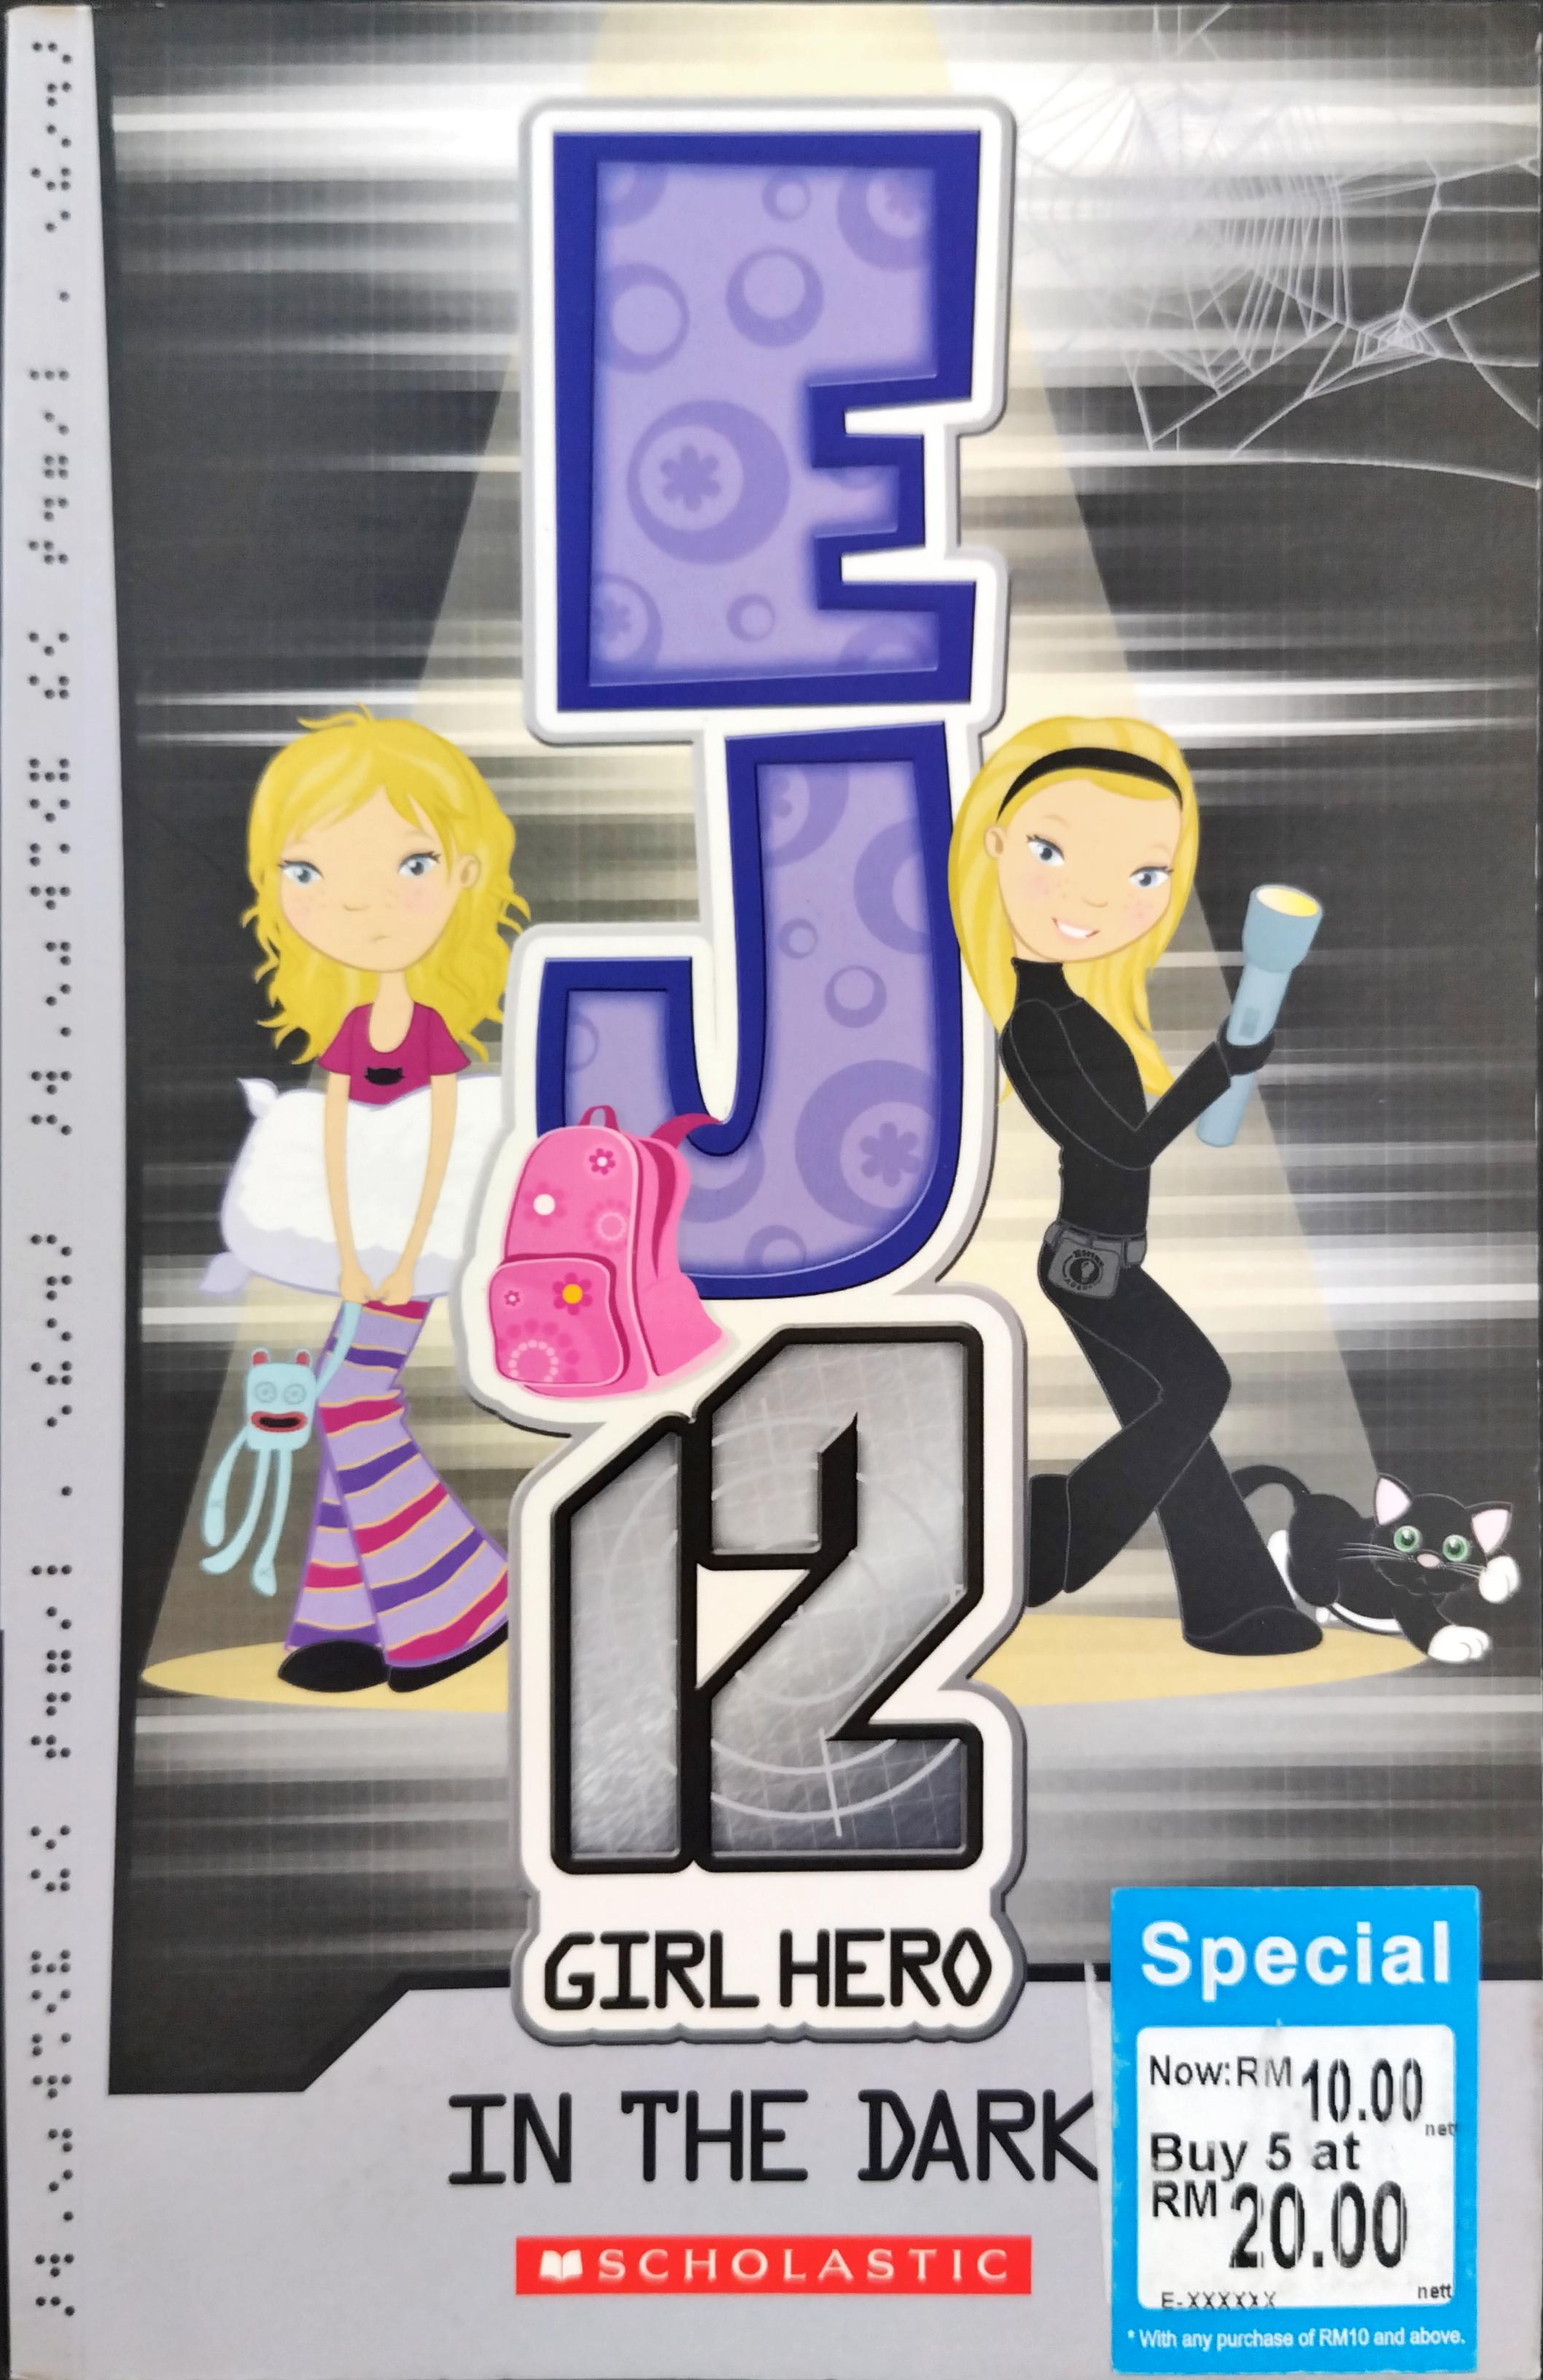 EJ
12
GIRL HERO
IN THE DARK
SCHOLASTIC
Special
Now:RM 10.00
nett
Buy 5 at
RM 20.00
nett
E-XXXXXX
* With any purchase of RM10 and above.